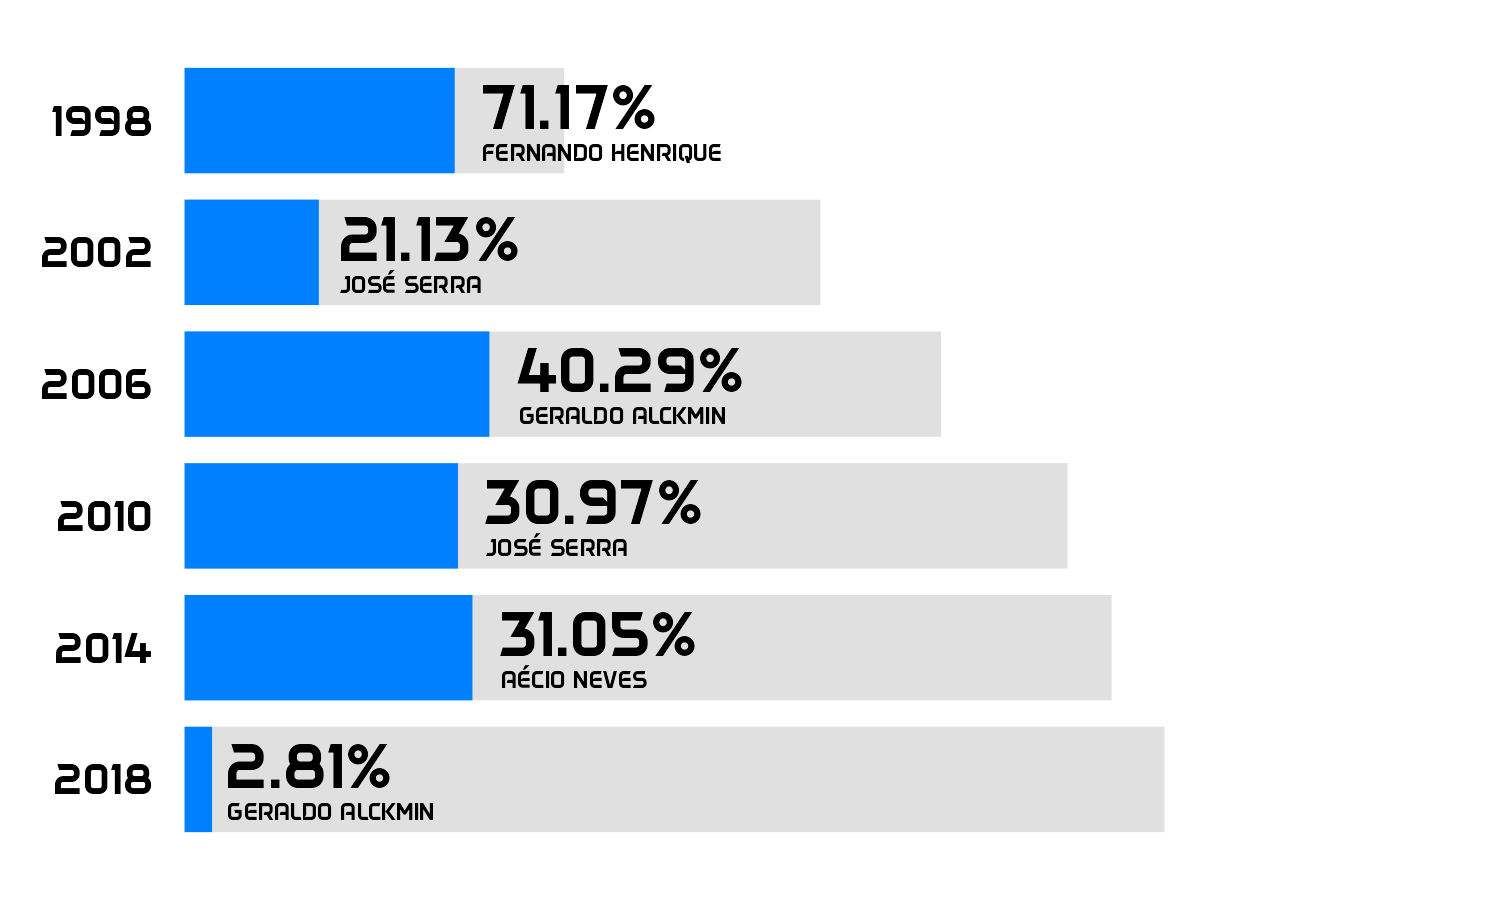 1998
71.17%
FERNANDO HENRIQUE
2002
21.13%
JOSÉ SERRA
2006
40.29%
GERALDO ALCKMIN
2010
30.97%
JOSÉ SERRA
2014
31.05%
AÉCIO NEVES
2018
2.81%
GERALDO ALCKMIN